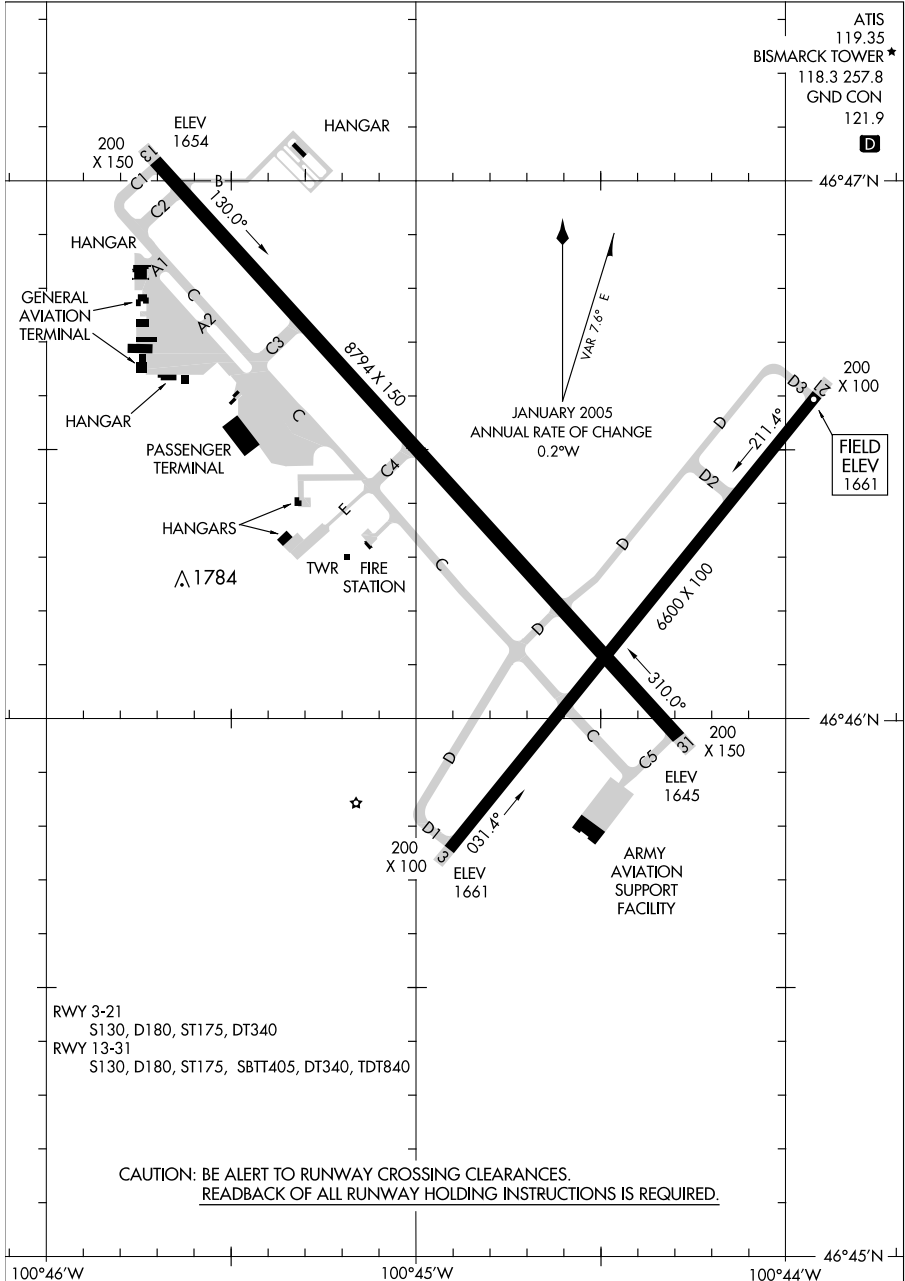 ATIS
119.35
BISMARCK TOWER ★
118.3 257.8
GND CON
121.9
D
ELEV
1654
HANGAR
200
X 150
13
46°47'N
C1
B
C2
130.0°
HANGAR
A1
GENERAL
AVIATION
TERMINAL
C
A2
C3
8794 X 150
VAR 7.6° E
JANUARY 2005
ANNUAL RATE OF CHANGE
0.2°W
200
X 100
D3
21
211.4°
D
FIELD
ELEV
1661
HANGAR
C
PASSENGER
TERMINAL
C4
D2
E
HANGARS
TWR
FIRE
STATION
1784
C
D
6600 X 100
D
310.0°
46°46'N
200
X 150
31
C
C5
ELEV
1645
D
D1
031.4°
200
X 100
3
ELEV
1661
ARMY
AVIATION
SUPPORT
FACILITY
RWY 3-21
S130, D180, ST175, DT340
RWY 13-31
S130, D180, ST175, SBTT405, DT340, TDT840
CAUTION: BE ALERT TO RUNWAY CROSSING CLEARANCES.
READBACK OF ALL RUNWAY HOLDING INSTRUCTIONS IS REQUIRED.
46°45'N
100°46'W
100°45'W
100°44'W